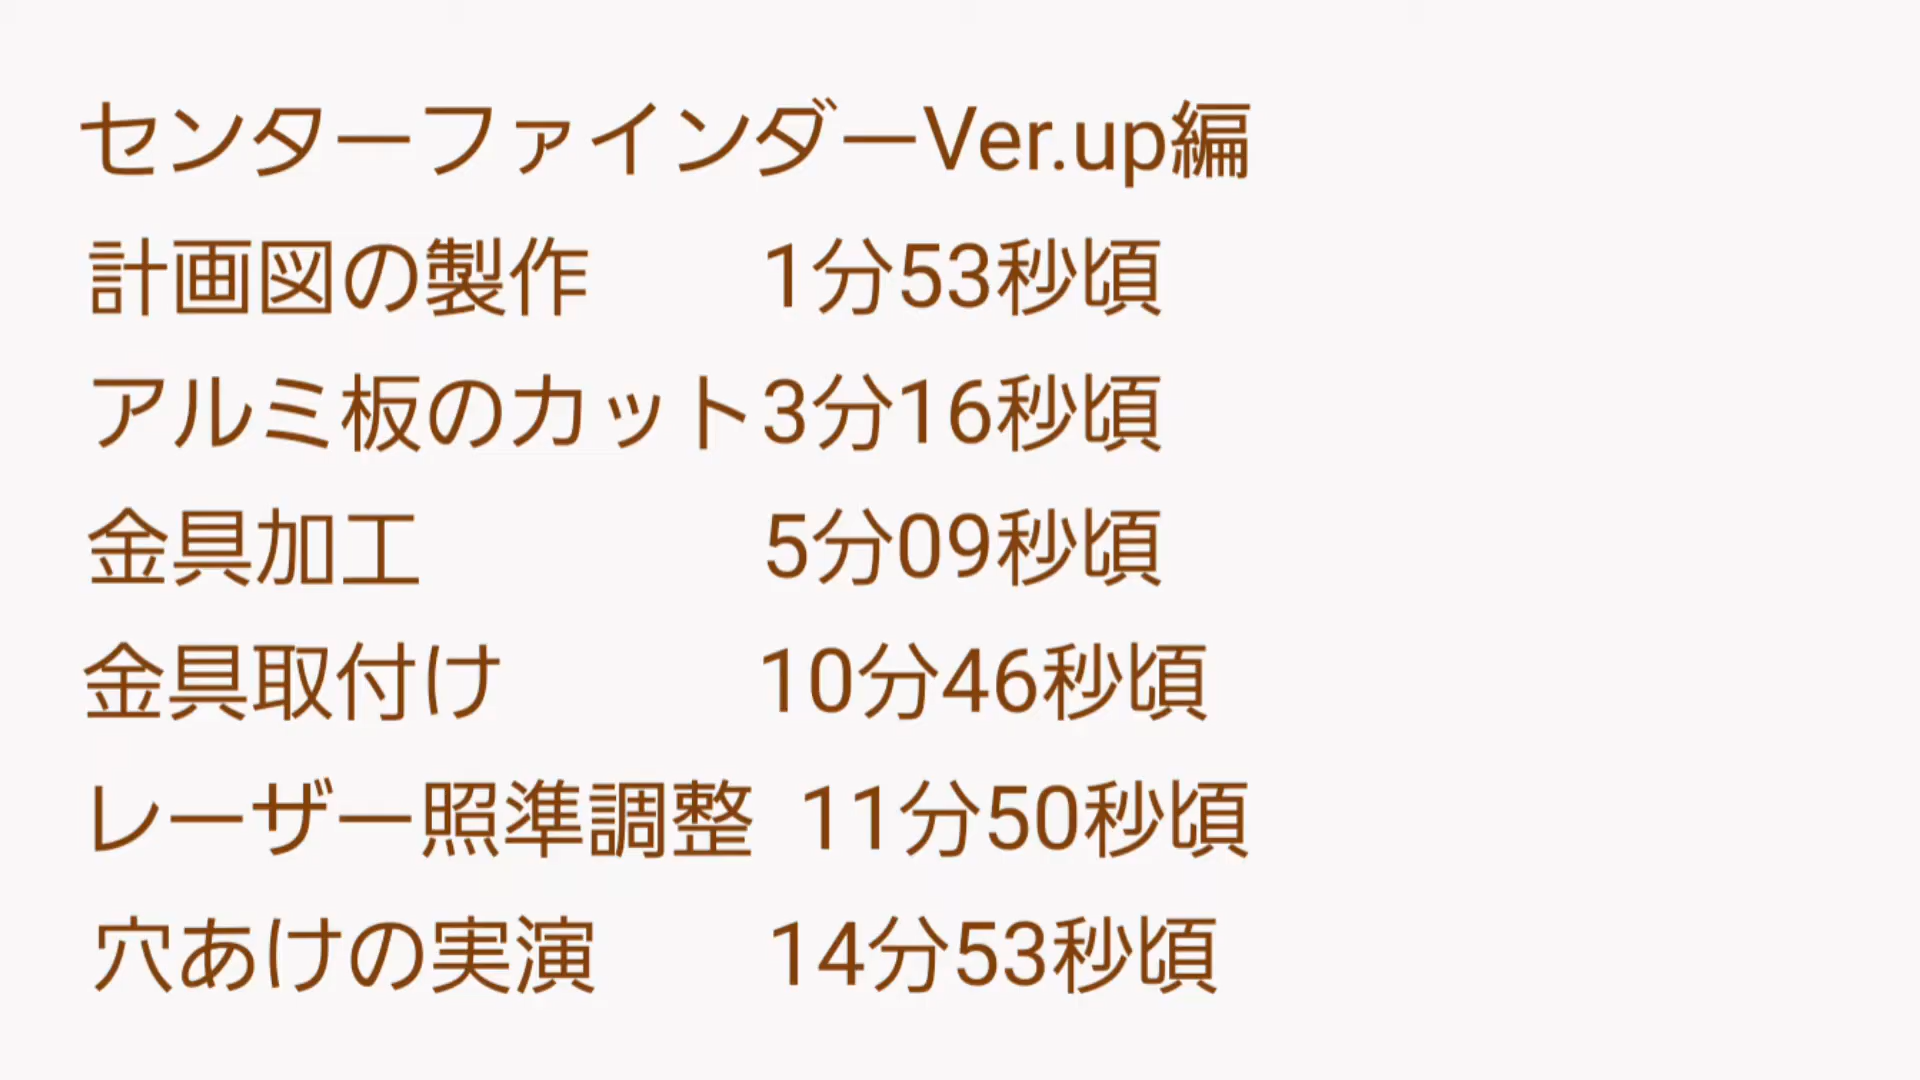 センターファインダーVer.up編
計画図の製作 1分53秒頃
アルミ板のカット3分16秒頃
金具加工 5分09秒頃
金具取付け 10分46秒頃
レーザー照準調整 11分50秒頃
穴あけの実演 14分53秒頃